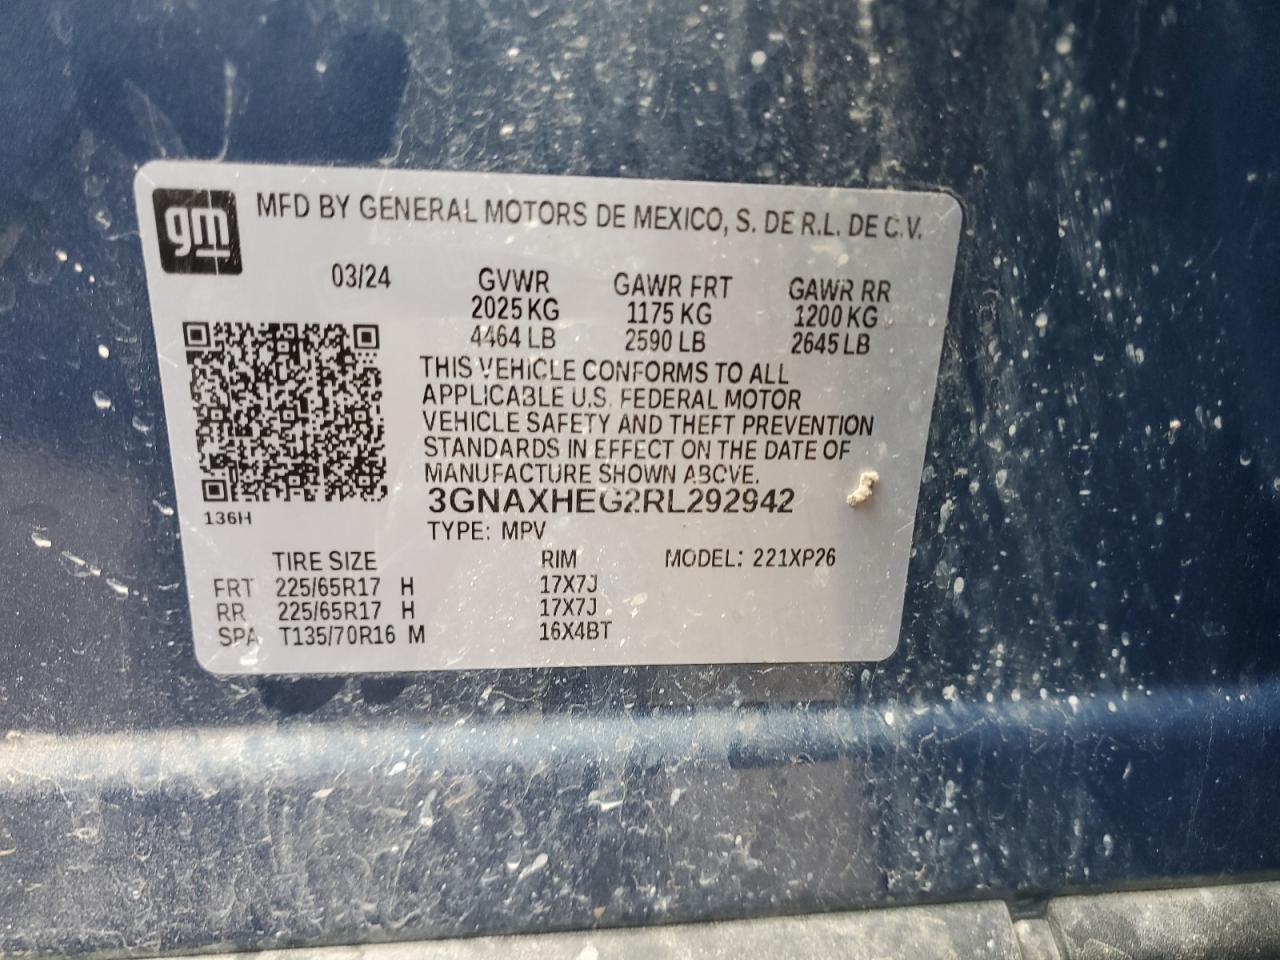 gm
MFD BY GENERAL MOTORS DE MEXICO, S. DE R.L. DE C.V.
03/24 GVWR GAWR FRT GAWR RR
2025 KG 1175 KG 1200 KG
4464 LB 2590 LB 2645 LB
THIS VEHICLE CONFORMS TO ALL
APPLICABLE U.S. FEDERAL MOTOR
VEHICLE SAFETY AND THEFT PREVENTION
STANDARDS IN EFFECT ON THE DATE OF
MANUFACTURE SHOWN ABOVE.
3GNAXHEG2RL292942
136H
TYPE: MPV
TIRE SIZE RIM MODEL: 221XP26
FRT 225/65R17 H 17X7J
RR 225/65R17 H 17X7J
SPA T135/70R16 M 16X4BT